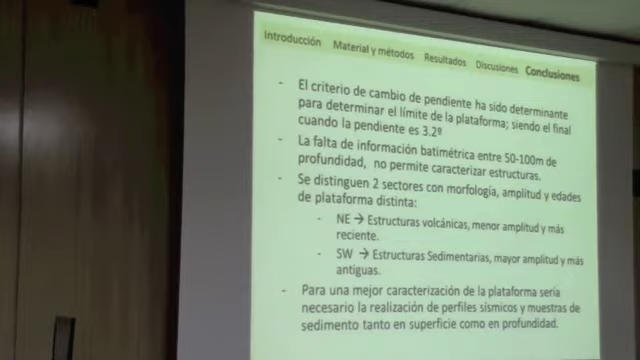 Introducción Material y métodos Resultados Discusiones Conclusiones
- El criterio de cambio de pendiente ha sido determinante
para determinar el límite de la plataforma; siendo el final
cuando la pendiente es 3.2º
- La falta de información batimétrica entre 50-100m de
profundidad, no permite caracterizar estructuras.
- Se distinguen 2 sectores con morfología, amplitud y edades
de plataforma distinta:
- NE → Estructuras volcánicas, menor amplitud y más
reciente.
- SW → Estructuras Sedimentarias, mayor amplitud y más
antiguas.
- Para una mejor caracterización de la plataforma sería
necesario la realización de perfiles sísmicos y muestras de
sedimento tanto en superficie como en profundidad.